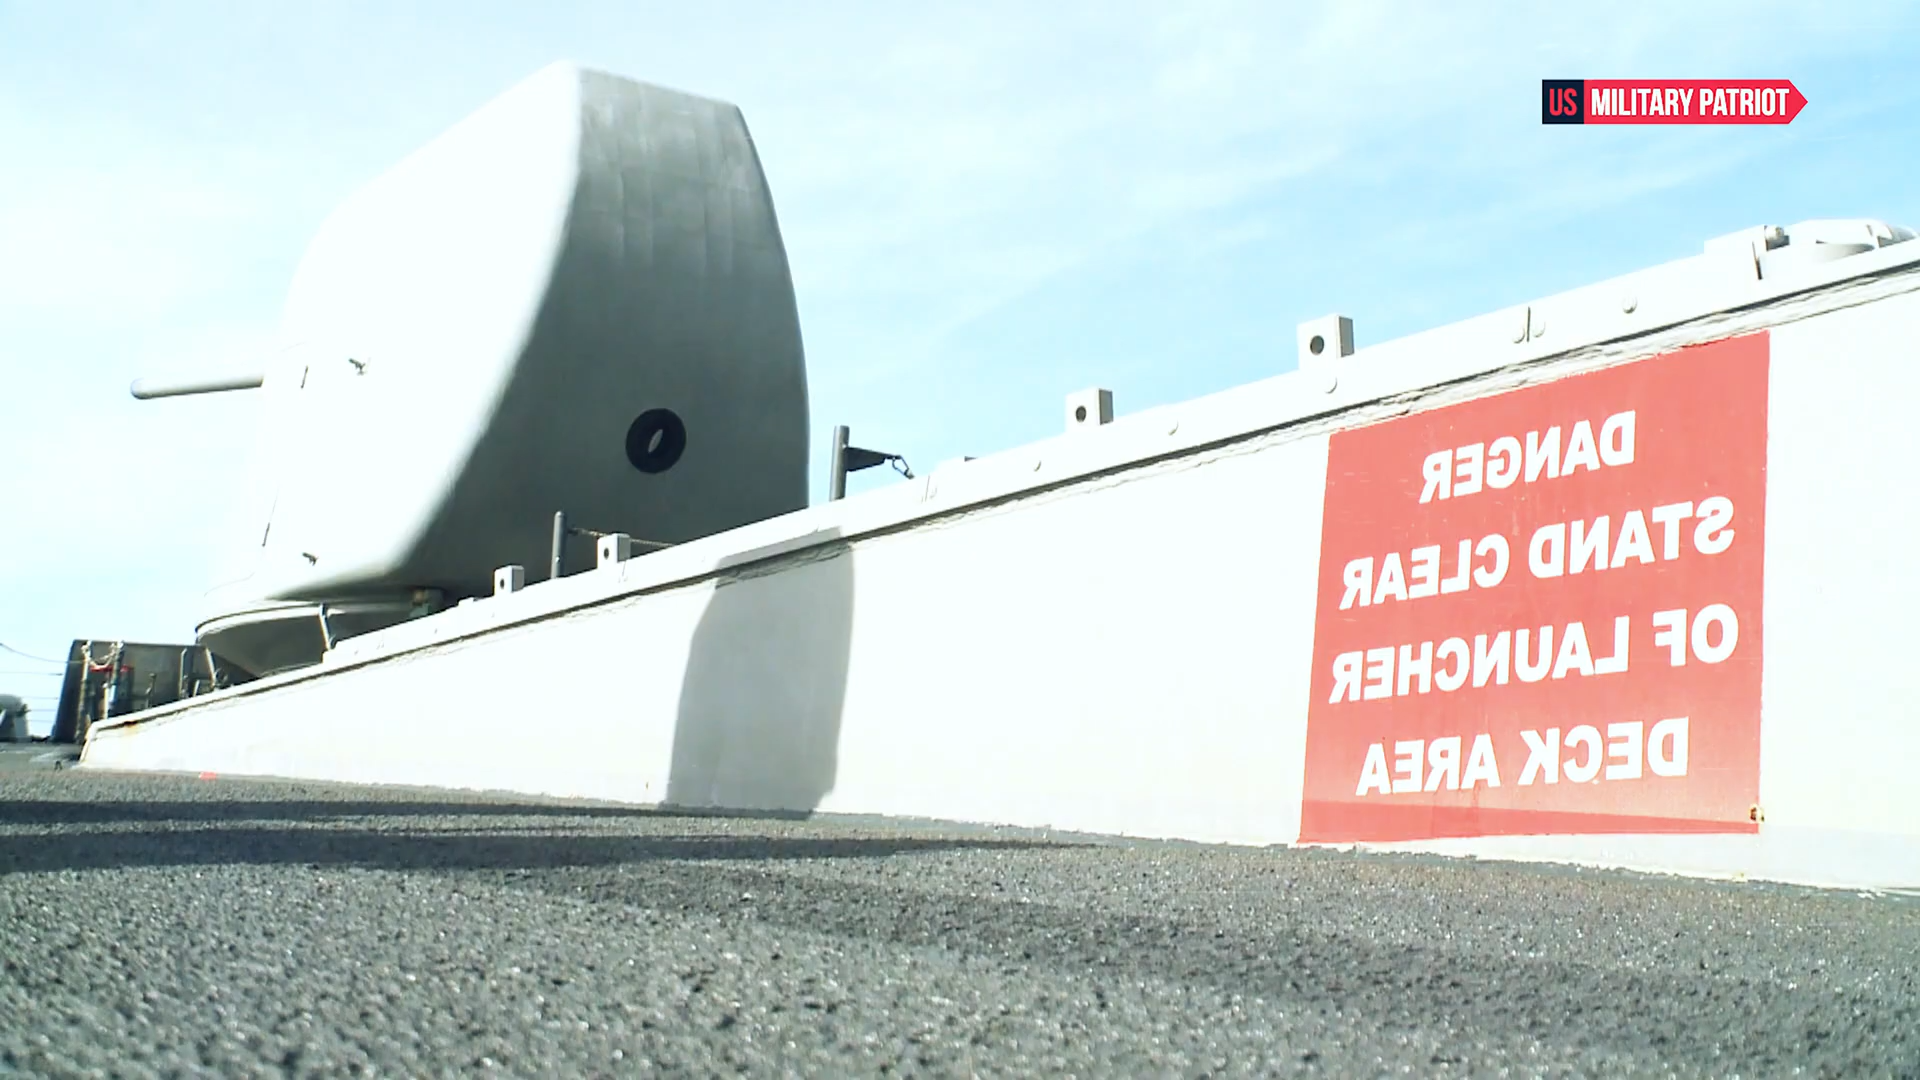 US MILITARY PATRIOT
DANGER
STAND CLEAR
OF LAUNCHER
DECK AREA